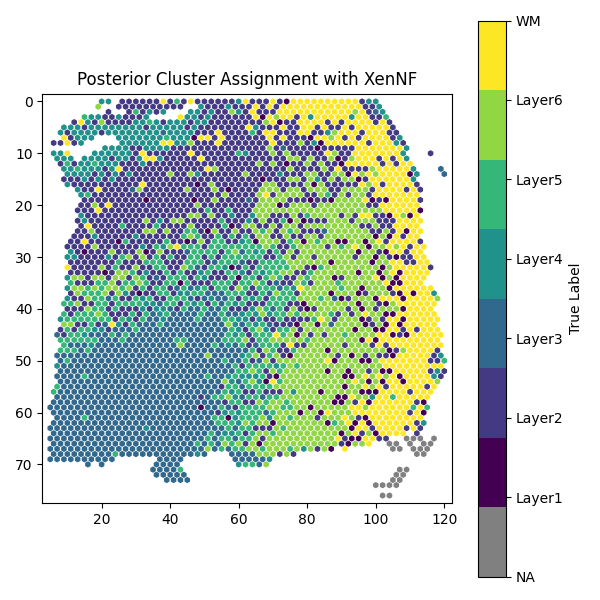 Posterior Cluster Assignment with XenNF
0
10
20
30
40
50
60
70
20
40
60
80
100
120
WM
Layer6
Layer5
Layer4
Layer3
Layer2
Layer1
NA
True Label